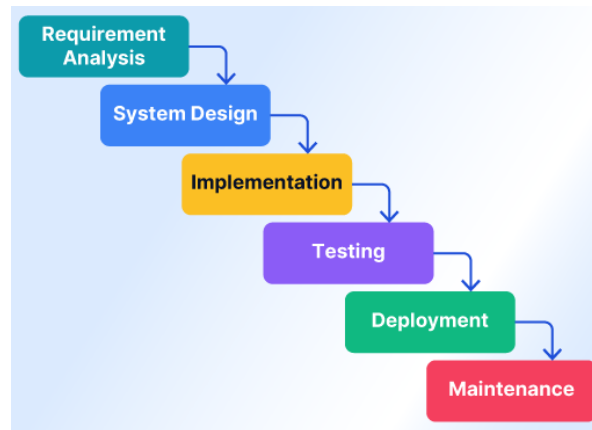 Requirement
Analysis
System Design
Implementation
Testing
Deployment
Maintenance